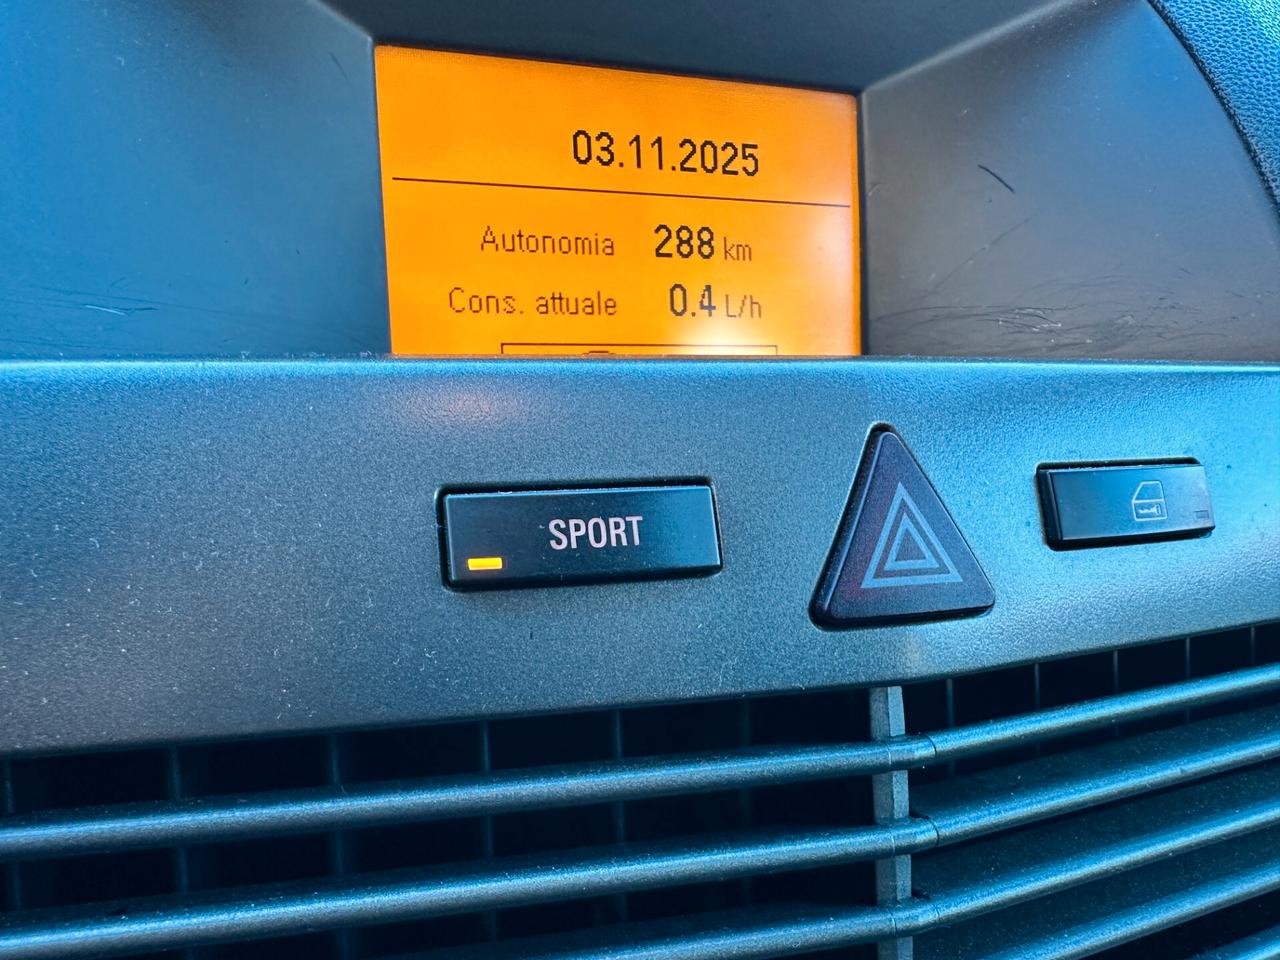 03.11.2025
Autonomia 288 km
Cons. attuale 0.4 L/h
SPORT